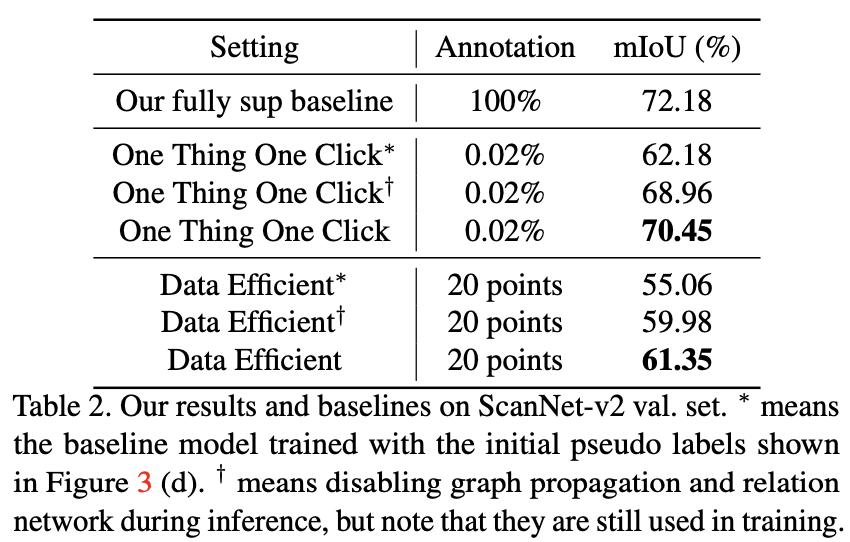 Setting Annotation mIoU (%)
Our fully sup baseline 100% 72.18
One Thing One Click* 0.02% 62.18
One Thing One Click† 0.02% 68.96
One Thing One Click 0.02% 70.45
Data Efficient* 20 points 55.06
Data Efficient† 20 points 59.98
Data Efficient 20 points 61.35
Table 2. Our results and baselines on ScanNet-v2 val. set. * means
the baseline model trained with the initial pseudo labels shown
in Figure 3 (d). † means disabling graph propagation and relation
network during inference, but note that they are still used in training.